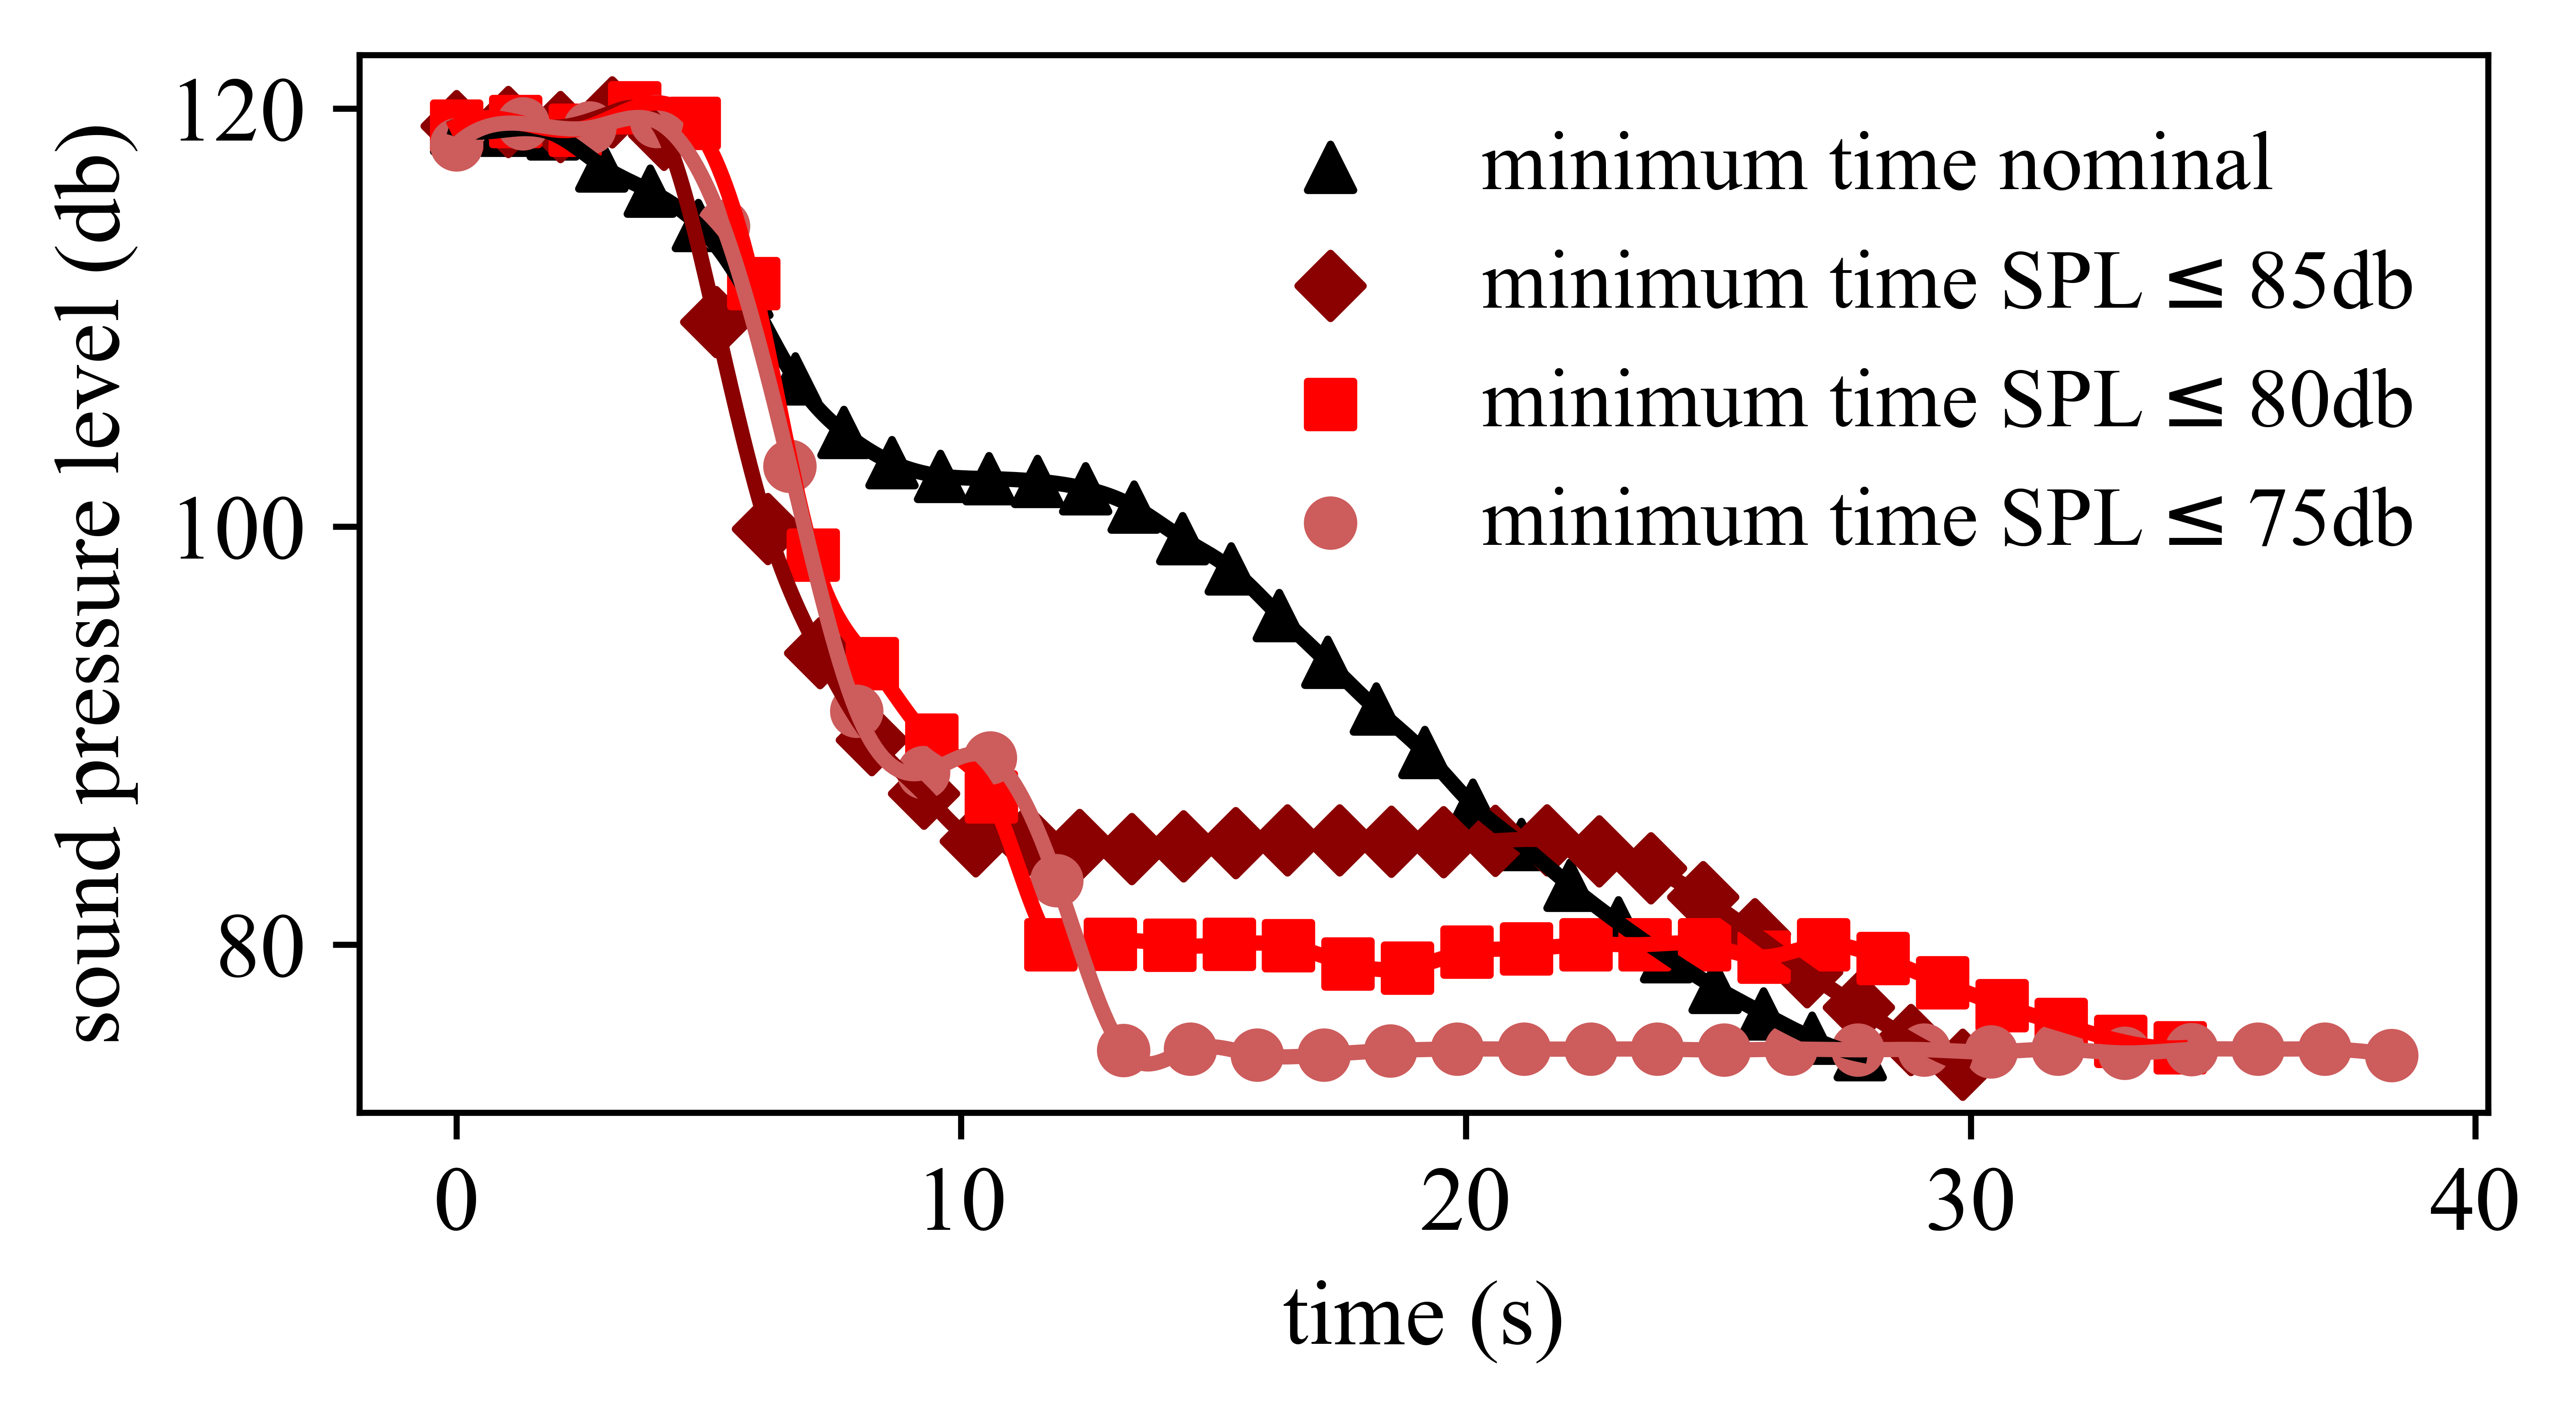 sound pressure level (db)
120
100
80
minimum time nominal
minimum time SPL ≤ 85db
minimum time SPL ≤ 80db
minimum time SPL ≤ 75db
0 10 20 30 40
time (s)